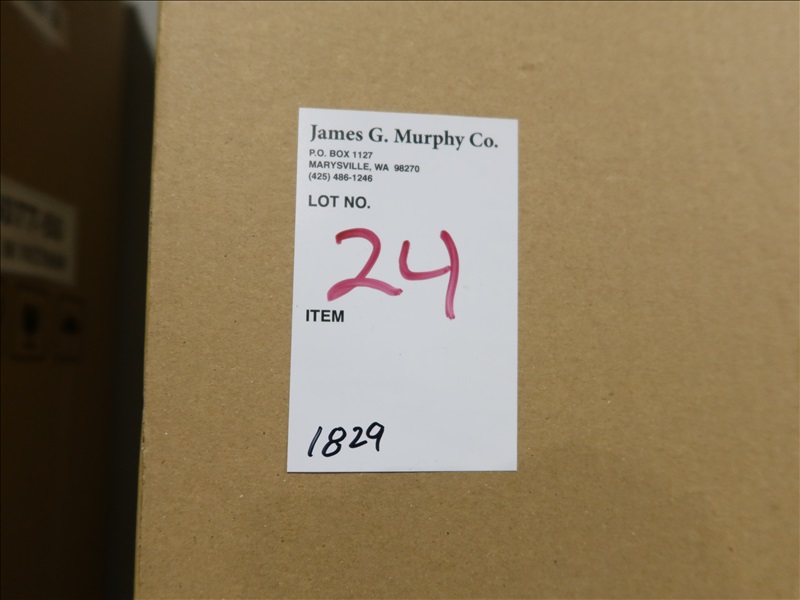 James G. Murphy Co.
P.O. BOX 1127
MARYSVILLE, WA 98270
(425) 486-1246
LOT NO.
24
ITEM
1829